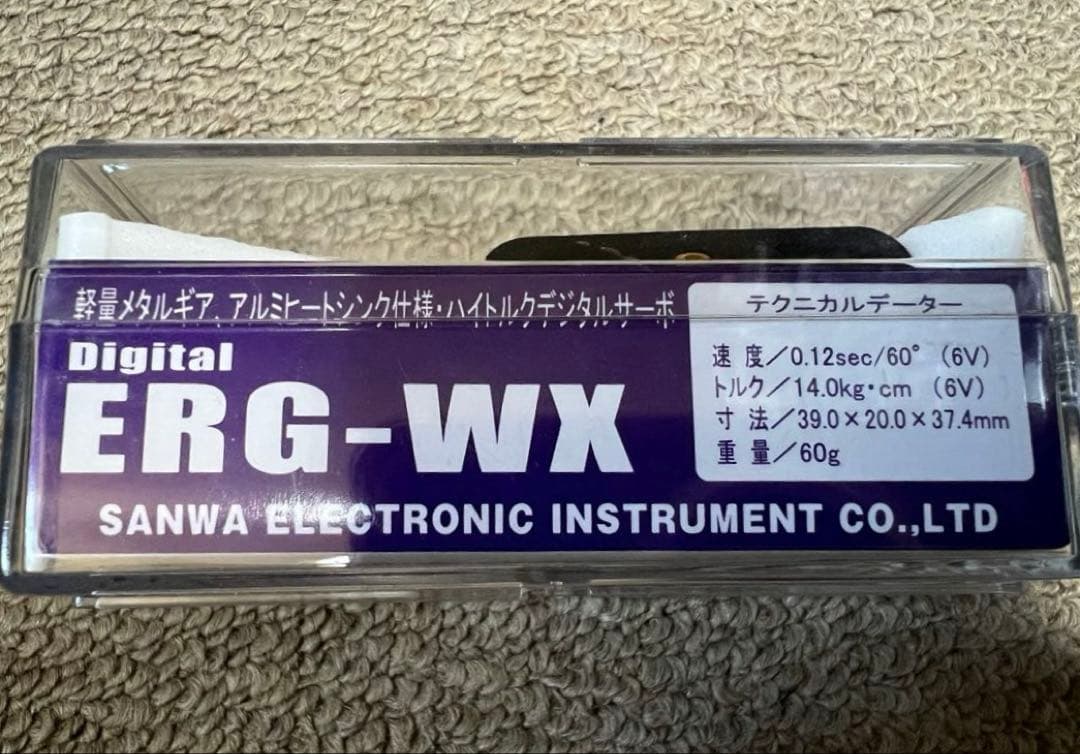 軽量メタルギア、アルミヒートシンク仕様・ハイトルクデジタルサーボ
Digital
ERG-WX
SANWA ELECTRONIC INSTRUMENT CO.,LTD
テクニカルデーター
速 度／0.12sec/60°（6V）
トルク／14.0kg・cm （6V）
寸 法／39.0×20.0×37.4mm
重 量／60g